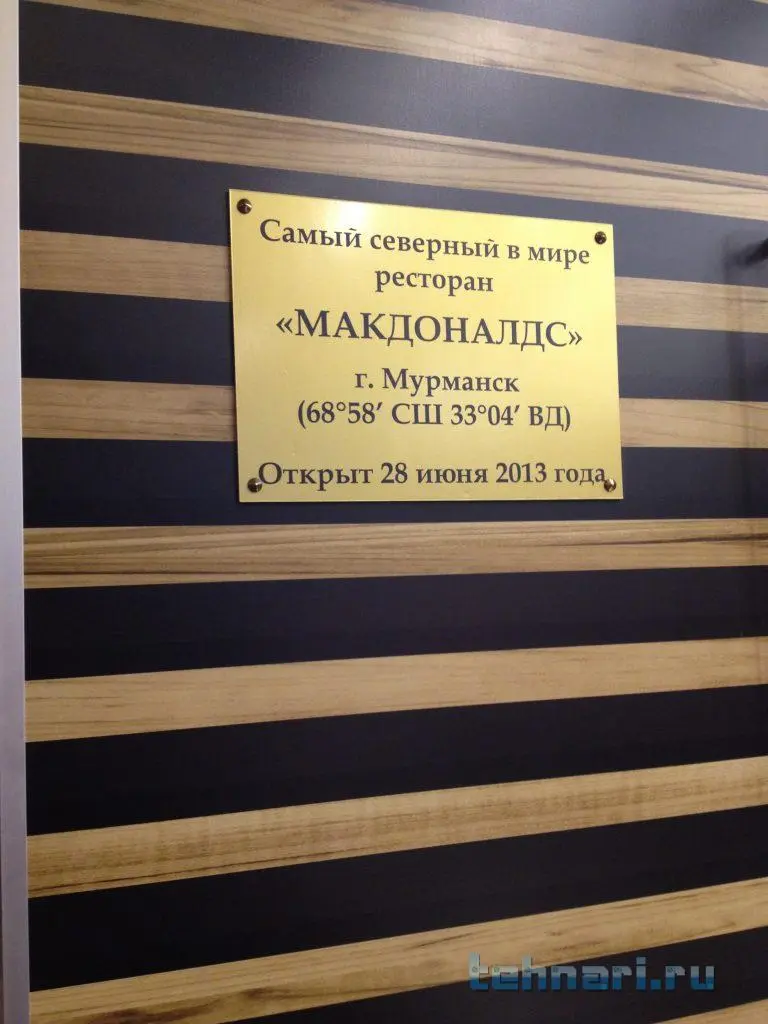 Самый северный в мире
ресторан
«МАКДОНАЛДС»
г. Мурманск
(68°58′ СШ 33°04′ ВД)
Открыт 28 июня 2013 года
tehnari.ru